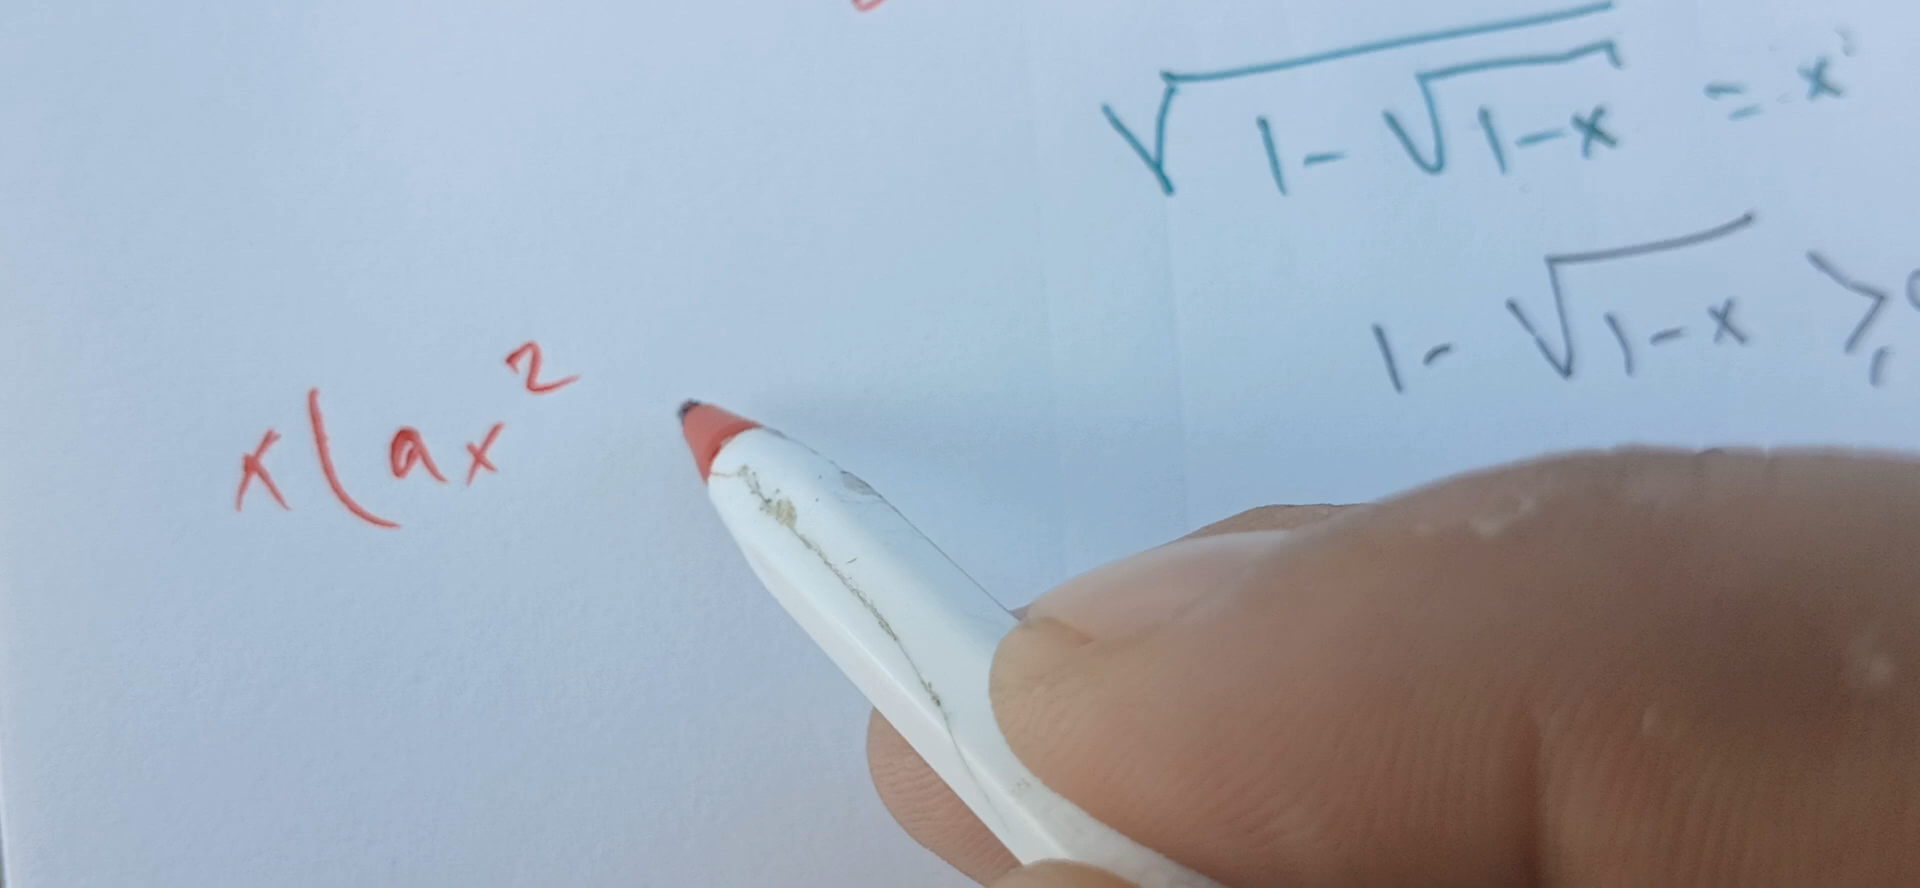 √(1-√(1-x)) = x
1-√(1-x) ⩾
x(ax²